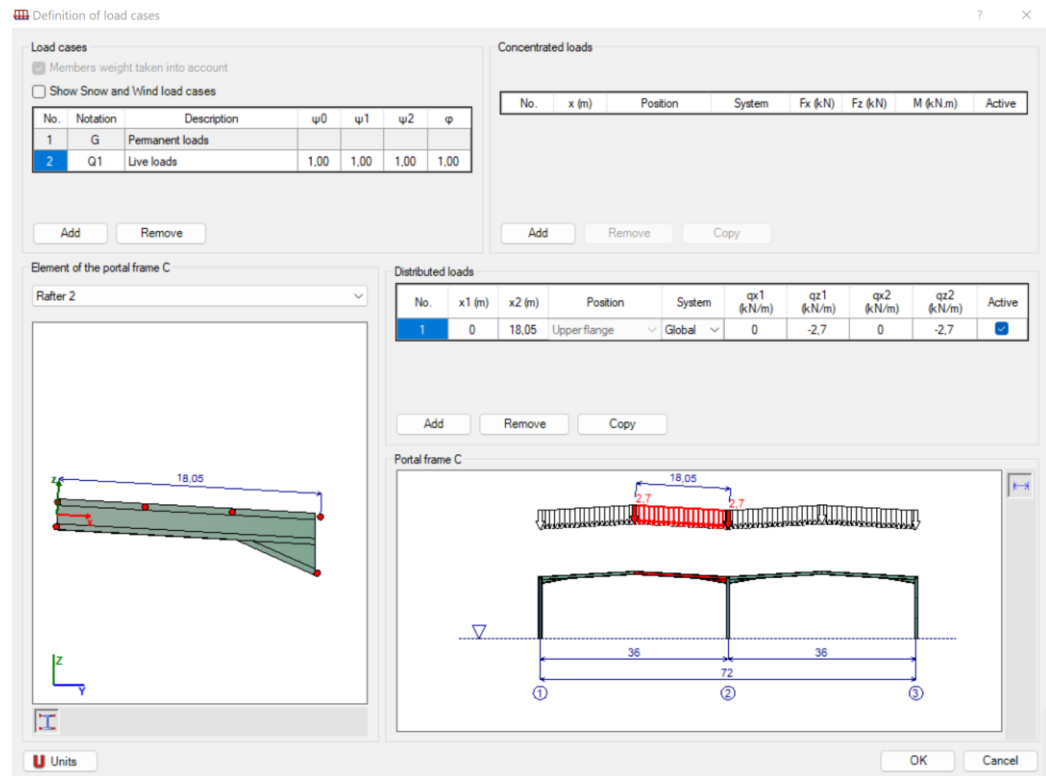 Definition of load cases
?
Load cases
Members weight taken into account
Show Snow and Wind load cases
No. Notation Description ψ0 ψ1 ψ2 φ
1 G Permanent loads
2 Q1 Live loads 1,00 1,00 1,00 1,00
Add Remove
Concentrated loads
No. x (m) Position System Fx (kN) Fz (kN) M (kN.m) Active
Add Remove Copy
Element of the portal frame C
Rafter 2
18,05
z
x
Z
Y
Distributed loads
No. x1 (m) x2 (m) Position System qx1 (kN/m) qz1 (kN/m) qx2 (kN/m) qz2 (kN/m) Active
1 0 18,05 Upper flange Global 0 -2,7 0 -2,7
Add Remove Copy
Portal frame C
18,05
2,7 2,7
36 36
72
1 2 3
Units
OK Cancel